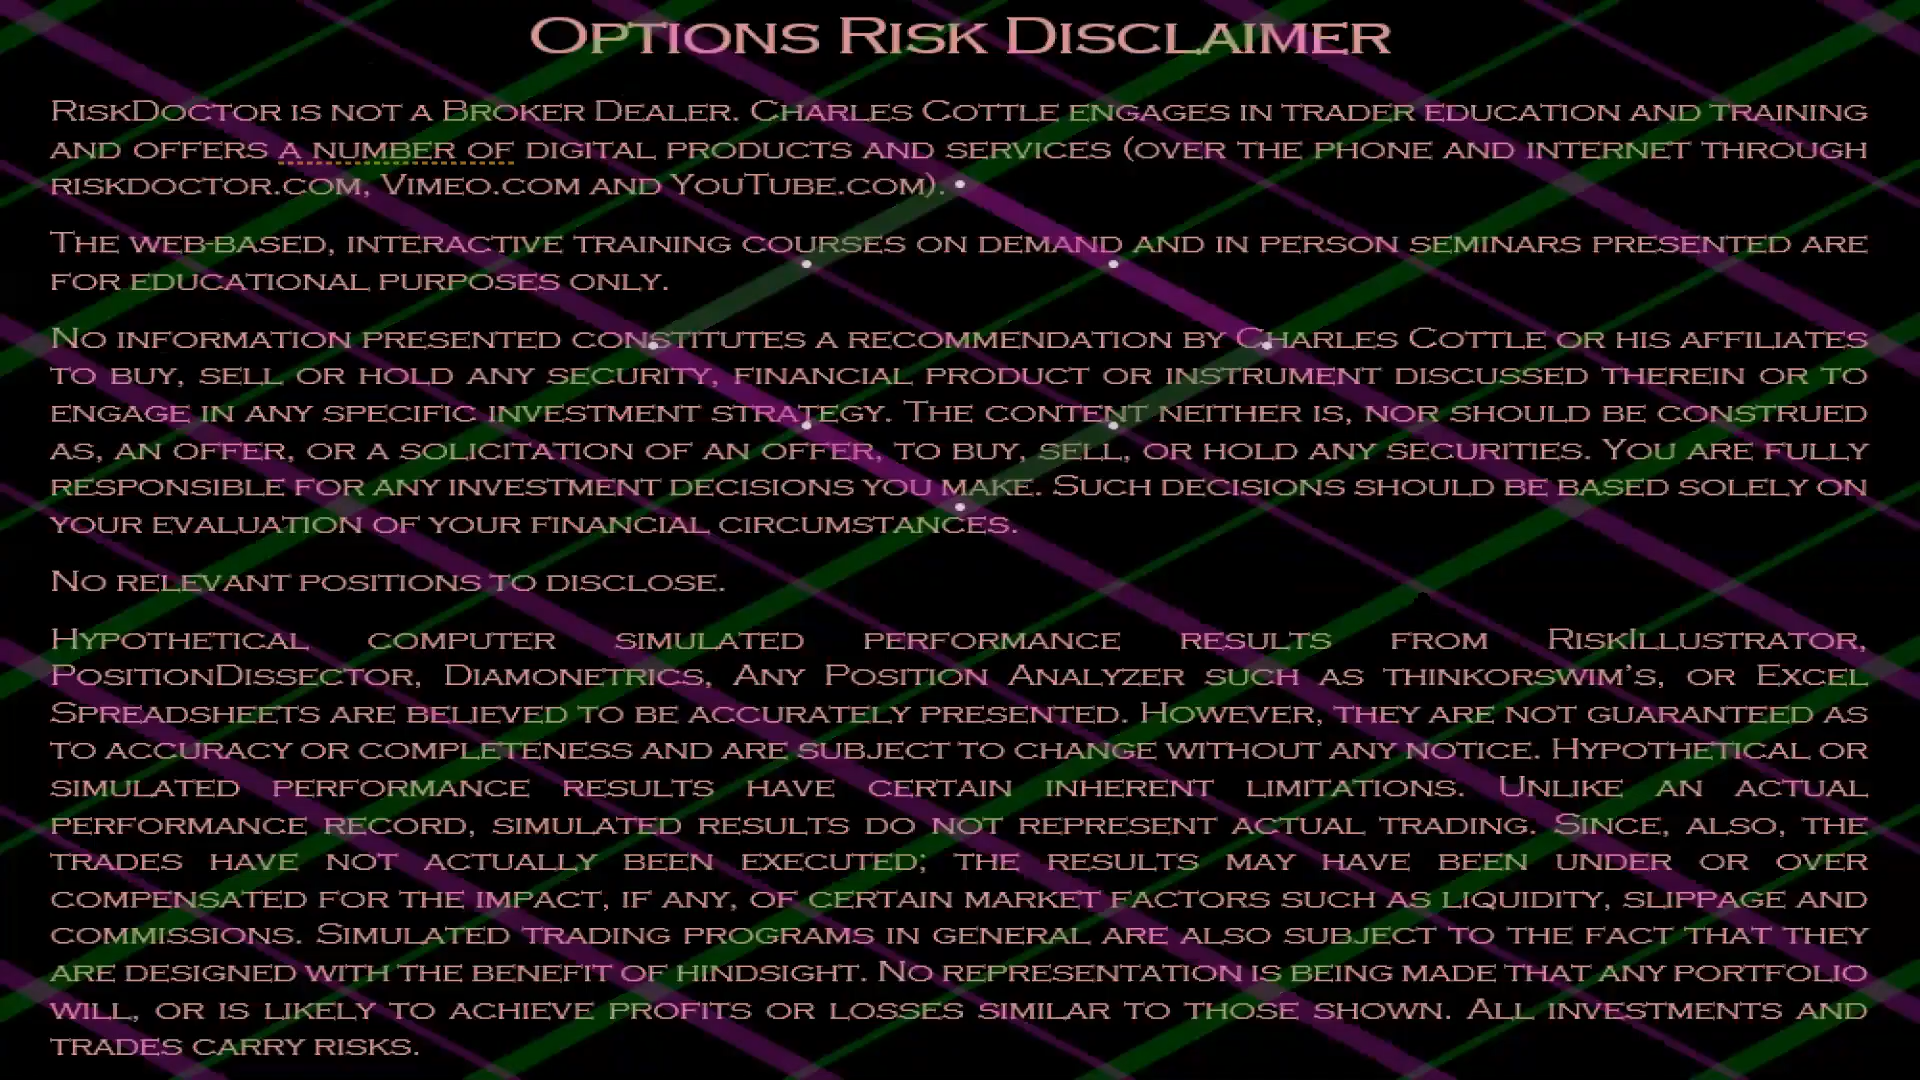 Options Risk Disclaimer
RiskDoctor is not a Broker Dealer. Charles Cottle engages in trader education and training
and offers a number of digital products and services (over the phone and internet through
riskdoctor.com, Vimeo.com and YouTube.com).
The web-based, interactive training courses on demand and in person seminars presented are
for educational purposes only.
No information presented constitutes a recommendation by Charles Cottle or his affiliates
to buy, sell or hold any security, financial product or instrument discussed therein or to
engage in any specific investment strategy. The content neither is, nor should be construed
as, an offer, or a solicitation of an offer, to buy, sell, or hold any securities. You are fully
responsible for any investment decisions you make. Such decisions should be based solely on
your evaluation of your financial circumstances.
No relevant positions to disclose.
Hypothetical computer simulated performance results from RiskIllustrator,
PositionDissector, Diamonetrics, Any Position Analyzer such as thinkorswim's, or Excel
Spreadsheets are believed to be accurately presented. However, they are not guaranteed as
to accuracy or completeness and are subject to change without any notice. Hypothetical or
simulated performance results have certain inherent limitations. Unlike an actual
performance record, simulated results do not represent actual trading. Since, also, the
trades have not actually been executed; the results may have been under or over
compensated for the impact, if any, of certain market factors such as liquidity, slippage and
commissions. Simulated trading programs in general are also subject to the fact that they
are designed with the benefit of hindsight. No representation is being made that any portfolio
will, or is likely to achieve profits or losses similar to those shown. All investments and
trades carry risks.